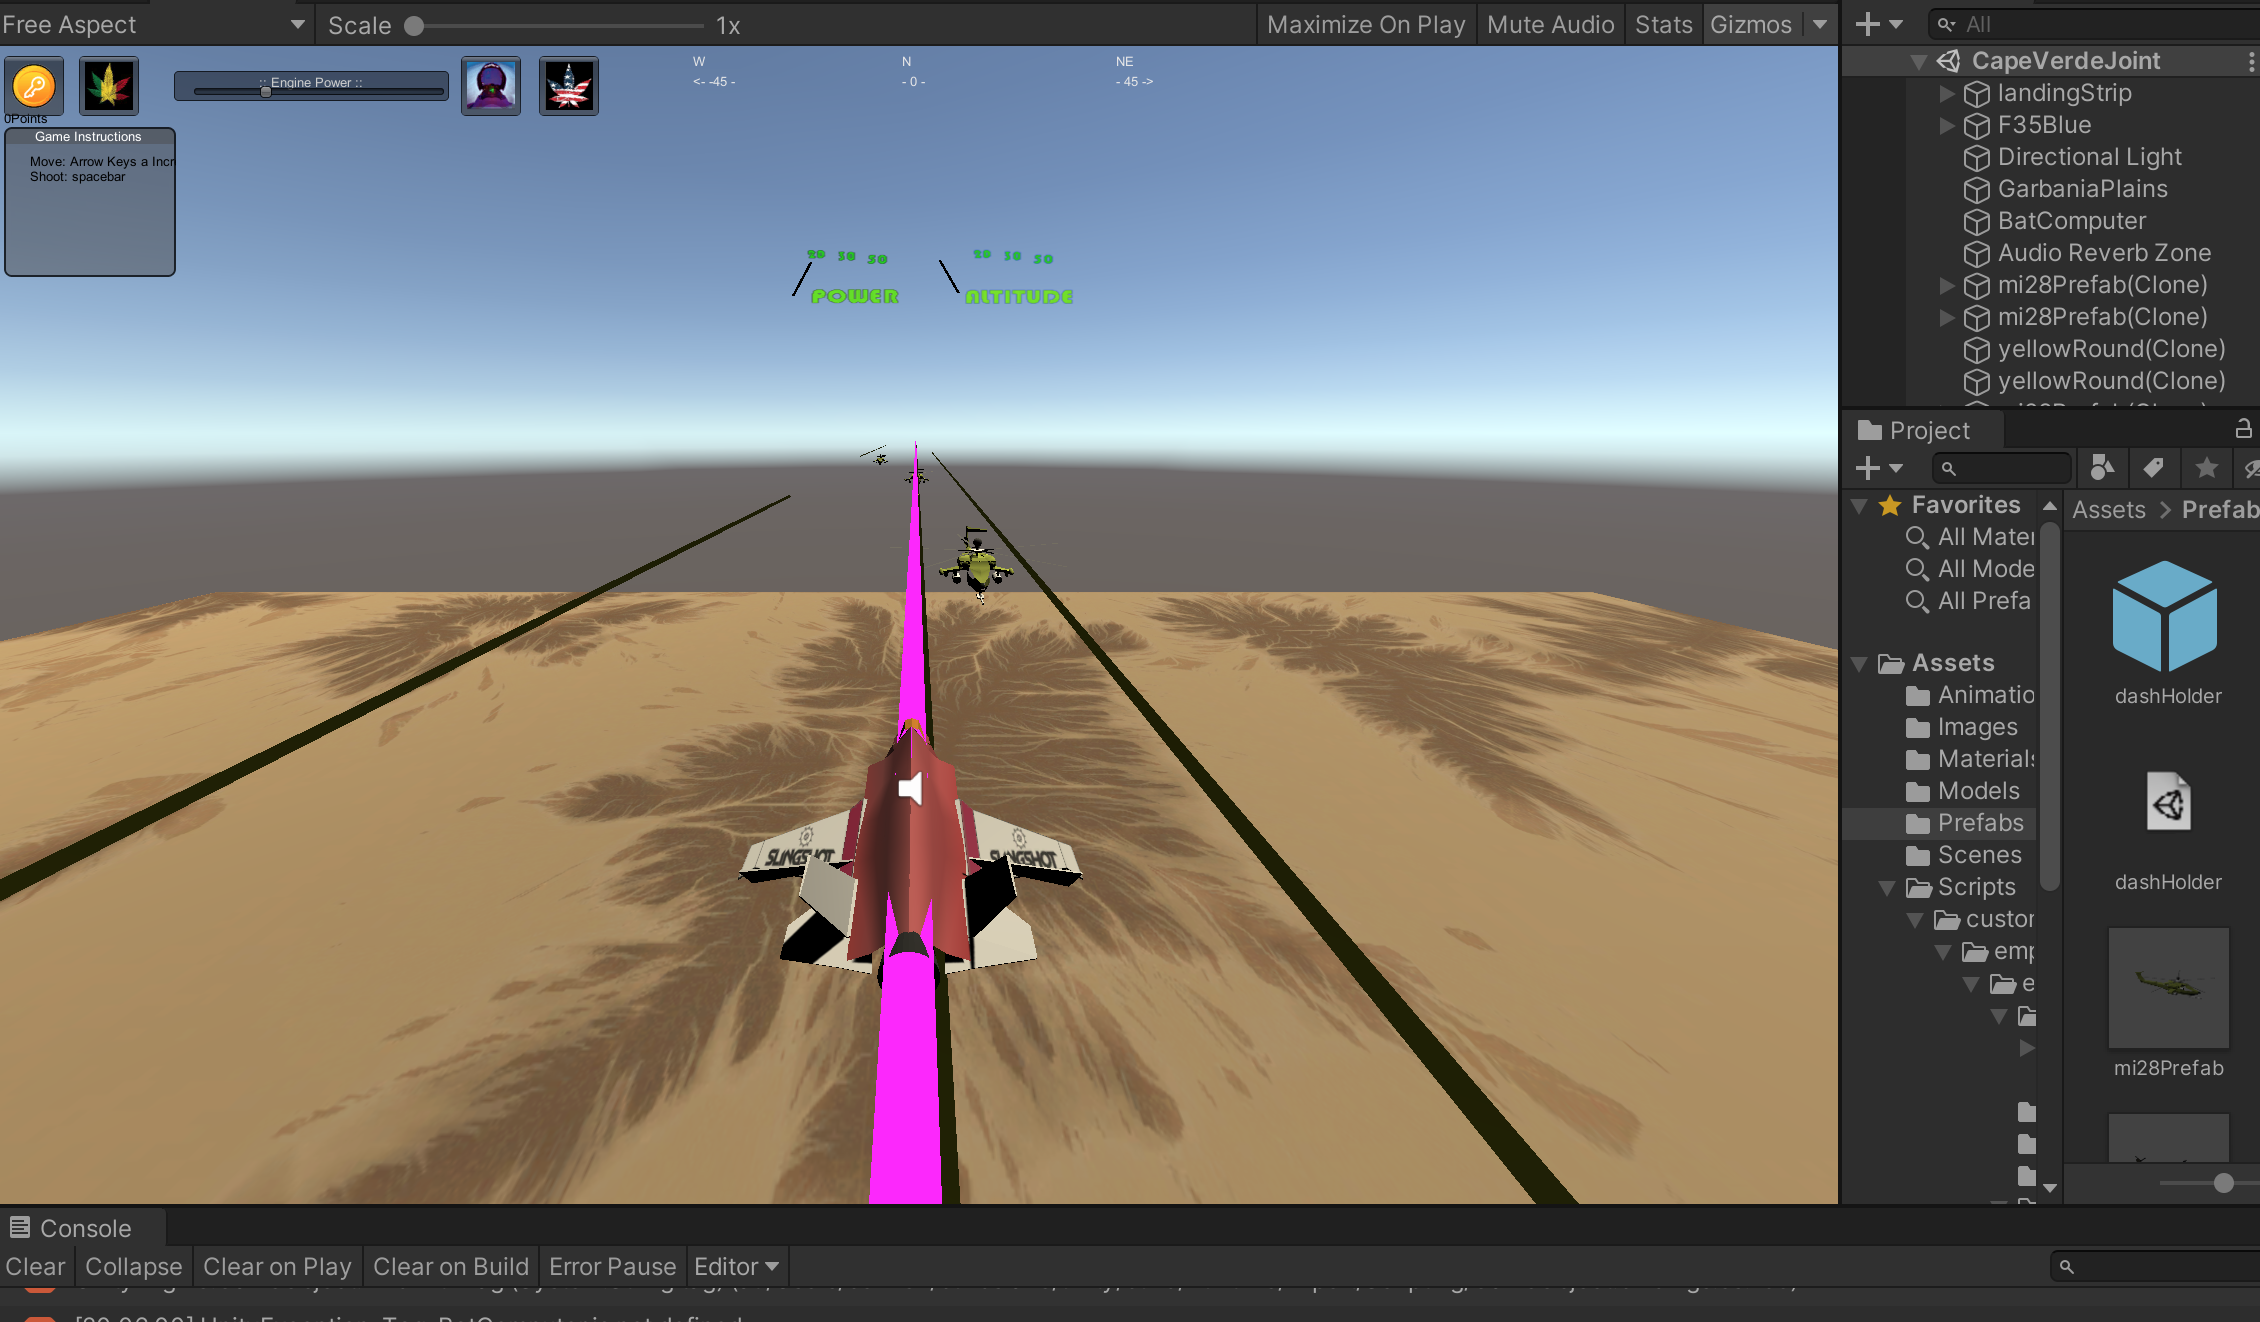 Free Aspect
Scale
1x
Maximize On Play
Mute Audio
Stats
Gizmos
All
W
N
NE
<- -45 -
- 0 -
- 45 ->
:: Engine Power ::
0Points
Game Instructions
Move: Arrow Keys a Incr
Shoot: spacebar
20 30 50
20 30 50
POWER
ALTITUDE
SLINGSHOT
SLINGSHOT
CapeVerdeJoint
landingStrip
F35Blue
Directional Light
GarbaniaPlains
BatComputer
Audio Reverb Zone
mi28Prefab(Clone)
mi28Prefab(Clone)
yellowRound(Clone)
yellowRound(Clone)
Project
Favorites
All Mater
All Mode
All Prefa
Assets
Animatio
Images
Materials
Models
Prefabs
Scenes
Scripts
custor
emp
e
Assets > Prefab
dashHolder
dashHolder
mi28Prefab
Console
Clear
Collapse
Clear on Play
Clear on Build
Error Pause
Editor